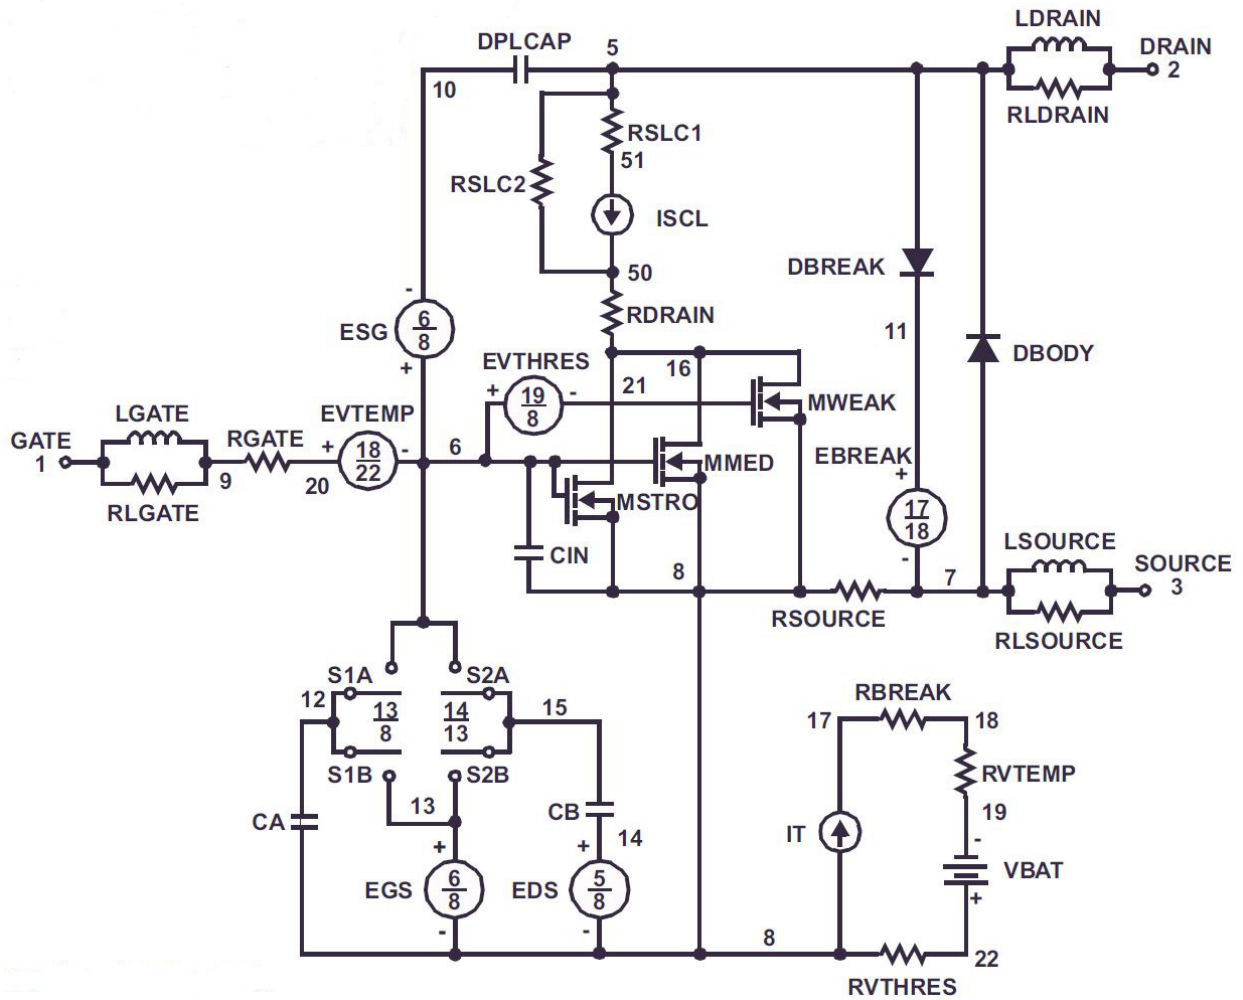 LDRAIN
DPLCAP 5 DRAIN
10 2
RLDRAIN
RSLC1
51
RSLC2
ISCL
DBREAK
50
-
ESG 6 8
RDRAIN
11
DBODY
+
EVTHRES 16
+ 19 8 - 21
MWEAK
LGATE EVTEMP
GATE RGATE + 18 22 - 6
1
MMED EBREAK
+
9 20
RLGATE
MSTRO
17 18
LSOURCE
CIN
-
SOURCE
8 7 3
RSOURCE
RLSOURCE
S1A S2A
12 13 8 14 13 15
RBREAK
17 18
S1B S2B
RVTEMP
13
CB
19
CA
14
IT
-
+ +
VBAT
EGS 6 8 EDS 5 8
+
- -
8
22
RVTHRES